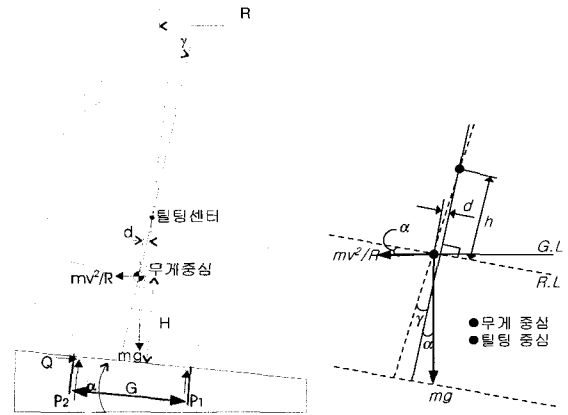 R
γ
틸팅센터
d
무게중심
mv²/R
H
mg
Q
P₂
α
G
P₁
d
h
α
mv²/R
G.L
R.L
γ
α
●무게 중심
●틸팅 중심
mg